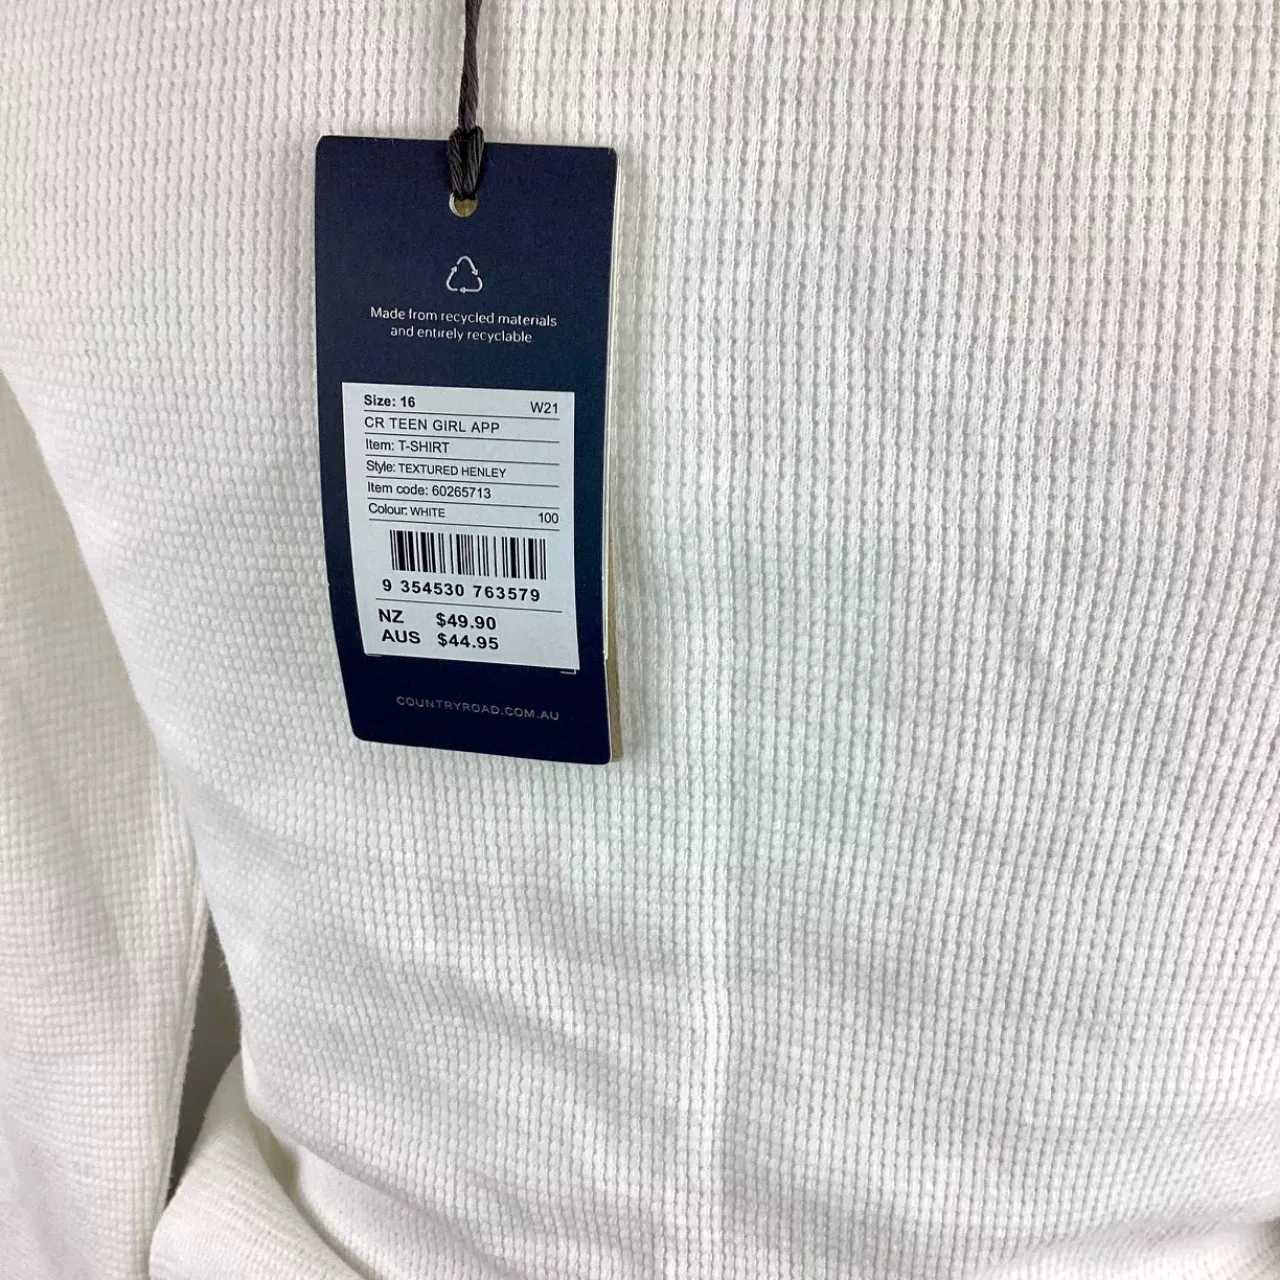 Made from recycled materials
and entirely recyclable.
Size: 16 W21
CR TEEN GIRL APP
Item: T-SHIRT
Style: TEXTURED HENLEY
Item code: 60265713
Colour: WHITE 100
9 354530 763579
NZ $49.90
AUS $44.95
COUNTRYROAD.COM.AU